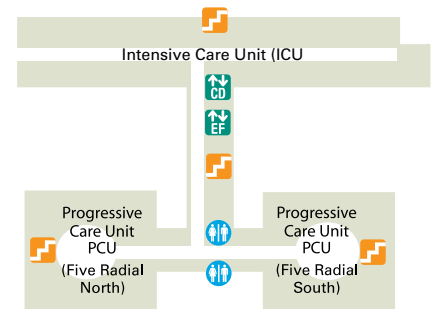 Intensive Care Unit (ICU
CD
EF
Progressive
Care Unit
PCU
(Five Radial
North)
Progressive
Care Unit
PCU
(Five Radial
South)